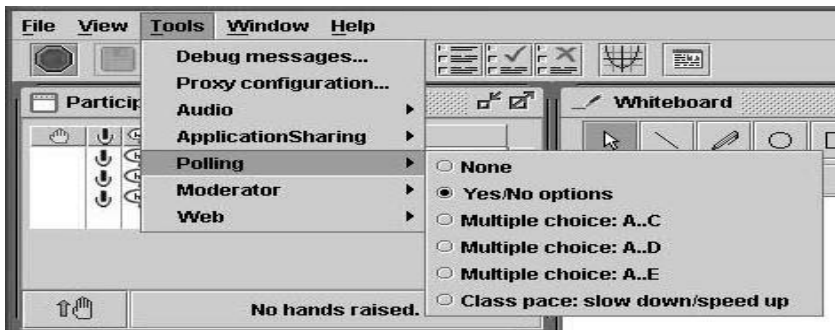 File View Tools Window Help
Debug messages...
Proxy configuration...
Audio
ApplicationSharing
Polling
Moderator
Web
None
Yes/No options
Multiple choice: A..C
Multiple choice: A..D
Multiple choice: A..E
Class pace: slow down/speed up
Particip
Whiteboard
No hands raised.